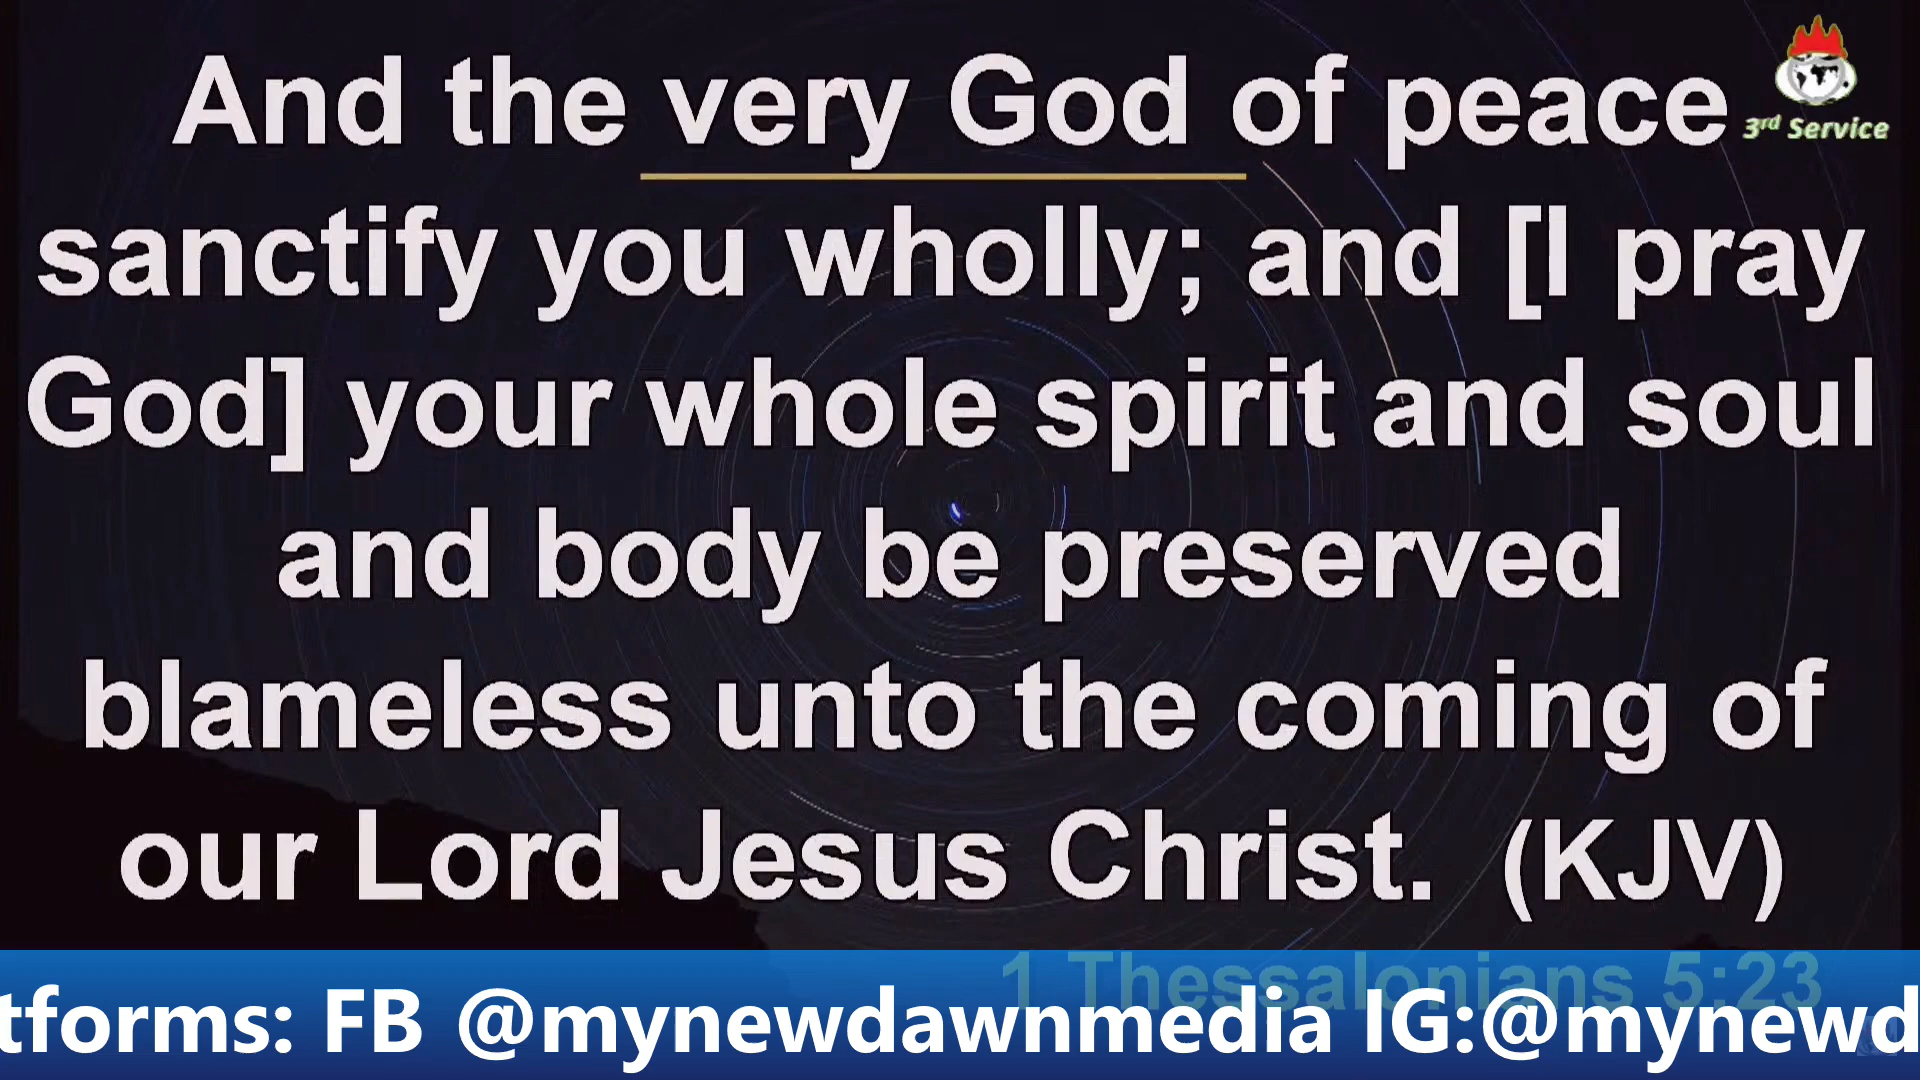 And the very God of peace
3rd Service
sanctify you wholly; and [I pray
God] your whole spirit and soul
and body be preserved
blameless unto the coming of
our Lord Jesus Christ. (KJV)
1 Thessalonians 5:23
tforms: FB @mynewdawnmedia IG:@mynewd